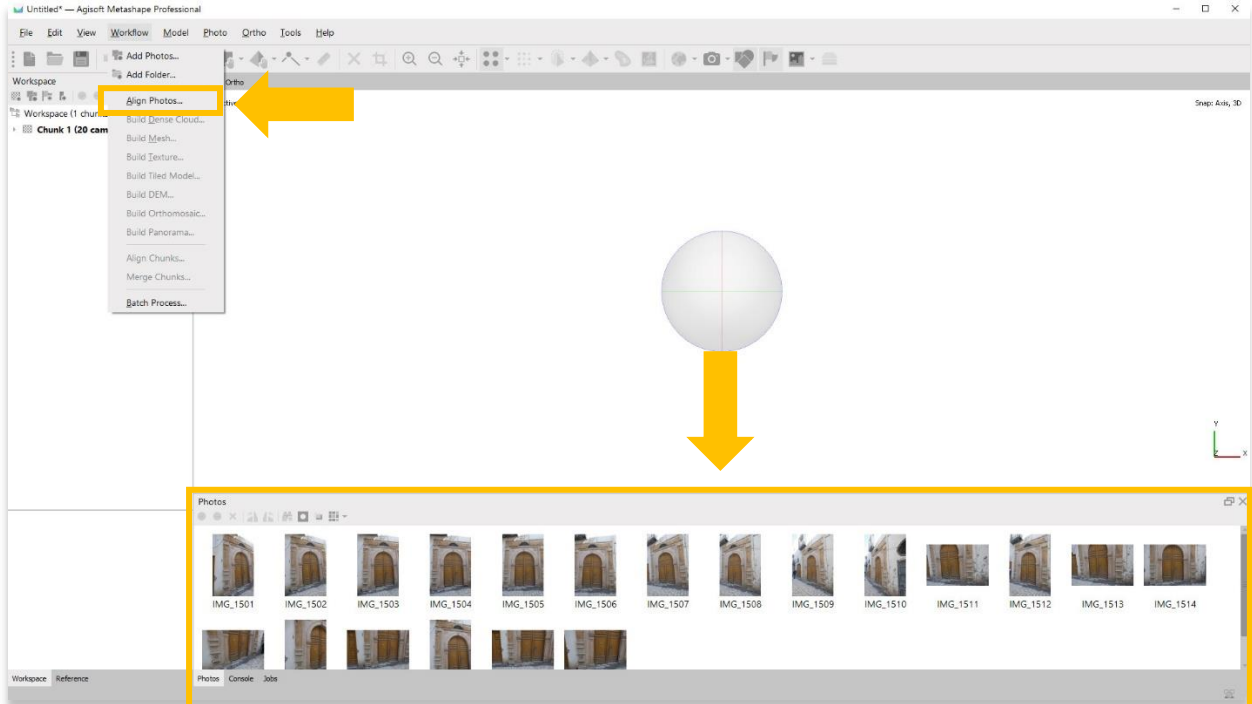 Untitled* — Agisoft Metashape Professional
File Edit View Workflow Model Photo Ortho Tools Help
Add Photos...
Add Folder...
Align Photos...
Build Dense Cloud...
Build Mesh...
Build Texture...
Build Tiled Model...
Build DEM...
Build Orthomosaic...
Build Panorama...
Align Chunks...
Merge Chunks...
Batch Process...
Workspace
Workspace (1 chun
Chunk 1 (20 cam
Ortho
Snap: Axis, 3D
Y
Z X
Photos
IMG_1501 IMG_1502 IMG_1503 IMG_1504 IMG_1505 IMG_1506 IMG_1507 IMG_1508 IMG_1509 IMG_1510 IMG_1511 IMG_1512 IMG_1513 IMG_1514
Workspace Reference
Photos Console Jobs